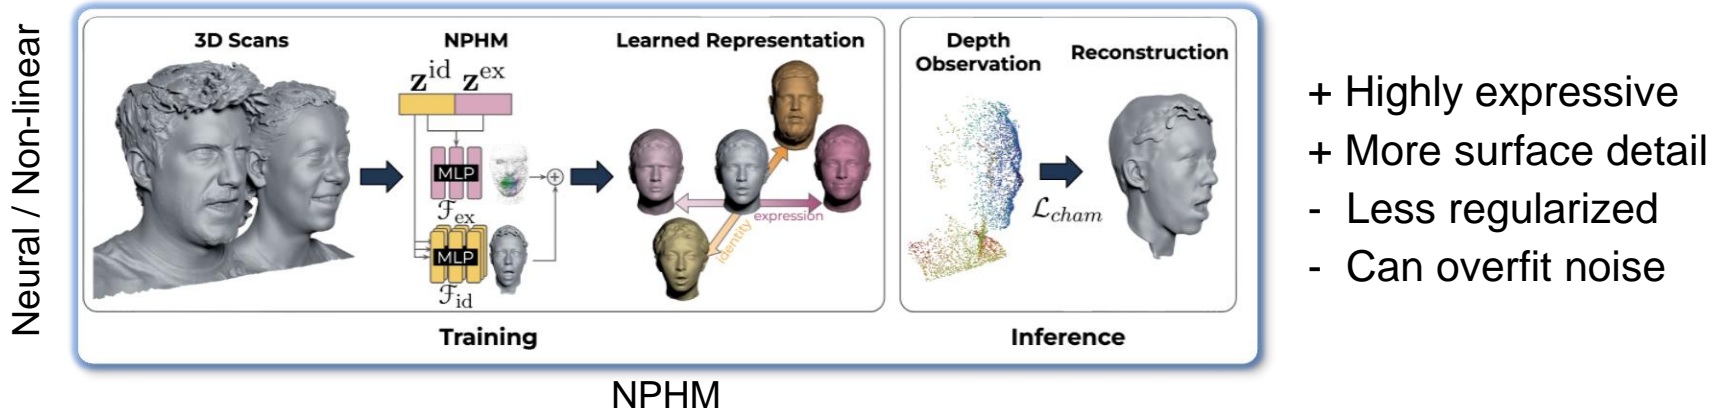 Neural / Non-linear
3D Scans
NPHM
z^id z^ex
MLP
ℱ_ex
MLP
ℱ_id
+
Learned Representation
expression
identity
Training
Depth
Observation
ℒ_cham
Reconstruction
Inference
NPHM
+ Highly expressive
+ More surface detail
- Less regularized
- Can overfit noise